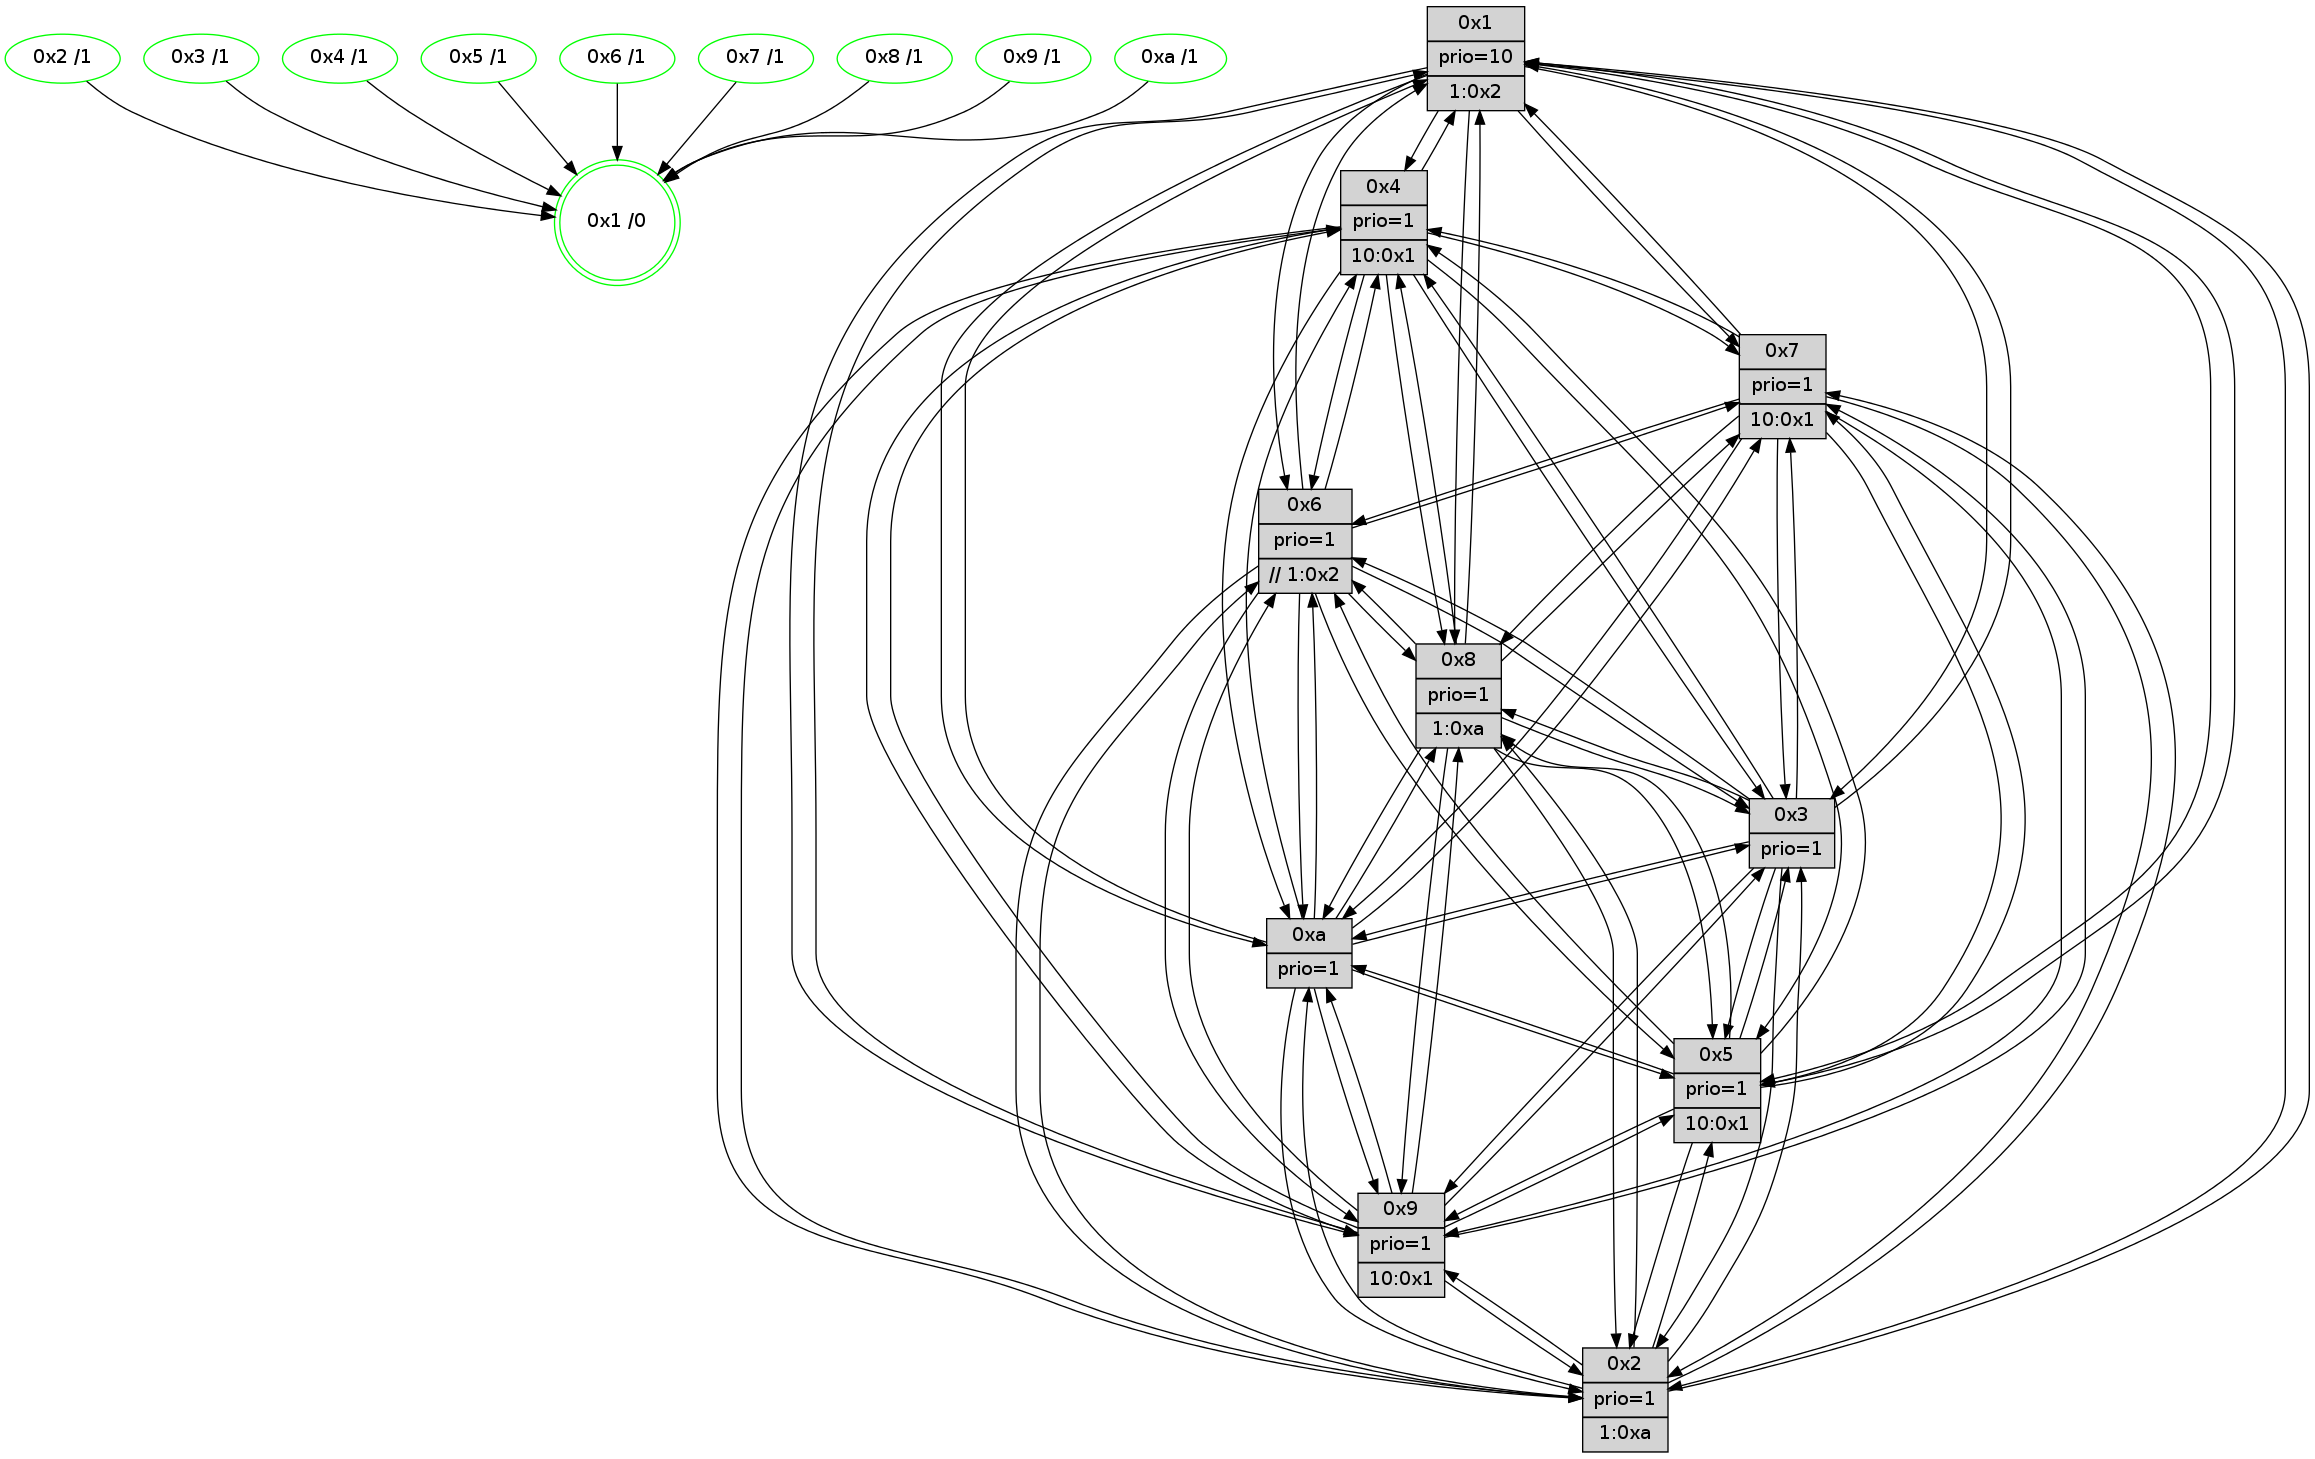 0x2 /1
0x3 /1
0x4 /1
0x5 /1
0x6 /1
0x7 /1
0x8 /1
0x9 /1
0xa /1
0x1 /0
0x1
prio=10
1:0x2
0x4
prio=1
10:0x1
0x7
prio=1
10:0x1
0x6
prio=1
// 1:0x2
0x8
prio=1
1:0xa
0x3
prio=1
0xa
prio=1
0x5
prio=1
10:0x1
0x9
prio=1
10:0x1
0x2
prio=1
1:0xa